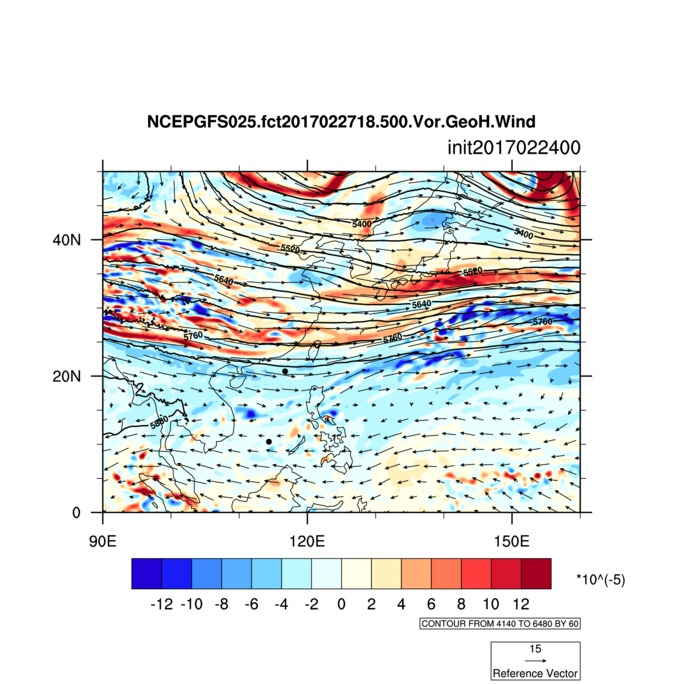 NCEPGFS025.fct2017022718.500.Vor.GeoH.Wind
init2017022400
5400
5400
40N
5520
5520
5640
5640
5760
5760
5760
20N
5880
0
90E 120E 150E
-12 -10 -8 -6 -4 -2 0 2 4 6 8 10 12
*10^(-5)
CONTOUR FROM 4140 TO 6480 BY 60
15
Reference Vector